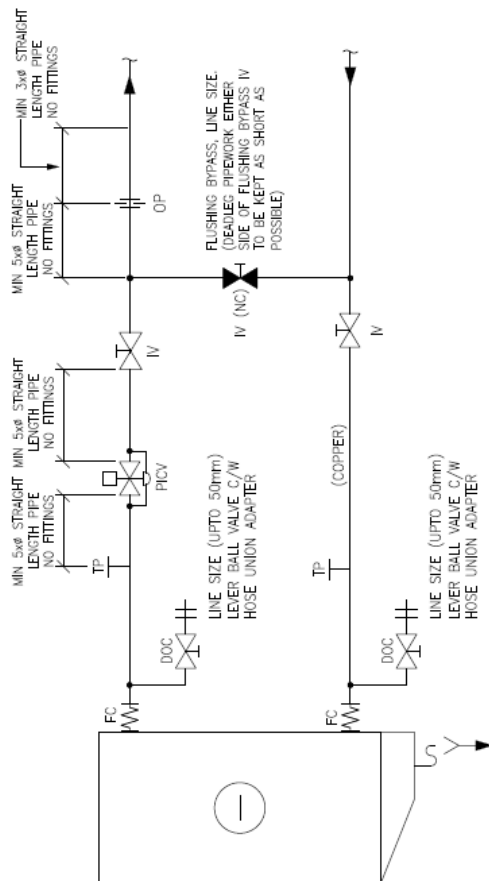 MIN 5xø STRAIGHT
LENGTH PIPE
NO FITTINGS
MIN 5xø STRAIGHT
LENGTH PIPE
NO FITTINGS
MIN 5xø STRAIGHT
LENGTH PIPE
NO FITTINGS
MIN 3xø STRAIGHT
LENGTH PIPE
NO FITTINGS
FC
TP
PICV
IV
OP
DOC
LINE SIZE (UPTO 50mm)
LEVER BALL VALVE C/W
HOSE UNION ADAPTER
IV (NC)
FLUSHING BYPASS, LINE SIZE.
(DEADLEG PIPEWORK EITHER
SIDE OF FLUSHING BYPASS IV
TO BE KEPT AS SHORT AS
POSSIBLE)
FC
TP
(COPPER)
IV
DOC
LINE SIZE (UPTO 50mm)
LEVER BALL VALVE C/W
HOSE UNION ADAPTER